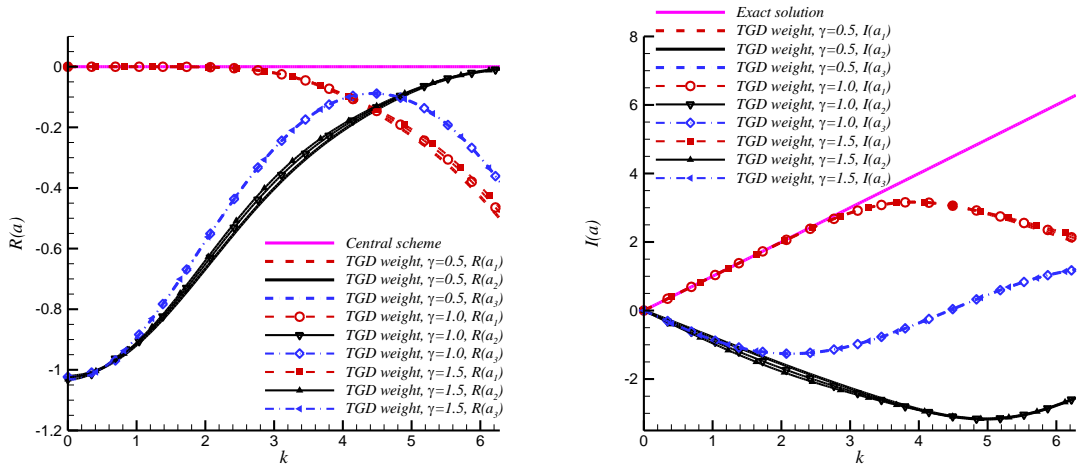 R(a)
0
-0.2
-0.4
-0.6
-0.8
-1
-1.2
0 1 2 3 4 5 6
k
Central scheme
TGD weight, γ=0.5, R(a₁)
TGD weight, γ=0.5, R(a₂)
TGD weight, γ=0.5, R(a₃)
TGD weight, γ=1.0, R(a₁)
TGD weight, γ=1.0, R(a₂)
TGD weight, γ=1.0, R(a₃)
TGD weight, γ=1.5, R(a₁)
TGD weight, γ=1.5, R(a₂)
TGD weight, γ=1.5, R(a₃)
I(a)
8
6
4
2
0
-2
0 1 2 3 4 5 6
k
Exact solution
TGD weight, γ=0.5, I(a₁)
TGD weight, γ=0.5, I(a₂)
TGD weight, γ=0.5, I(a₃)
TGD weight, γ=1.0, I(a₁)
TGD weight, γ=1.0, I(a₂)
TGD weight, γ=1.0, I(a₃)
TGD weight, γ=1.5, I(a₁)
TGD weight, γ=1.5, I(a₂)
TGD weight, γ=1.5, I(a₃)